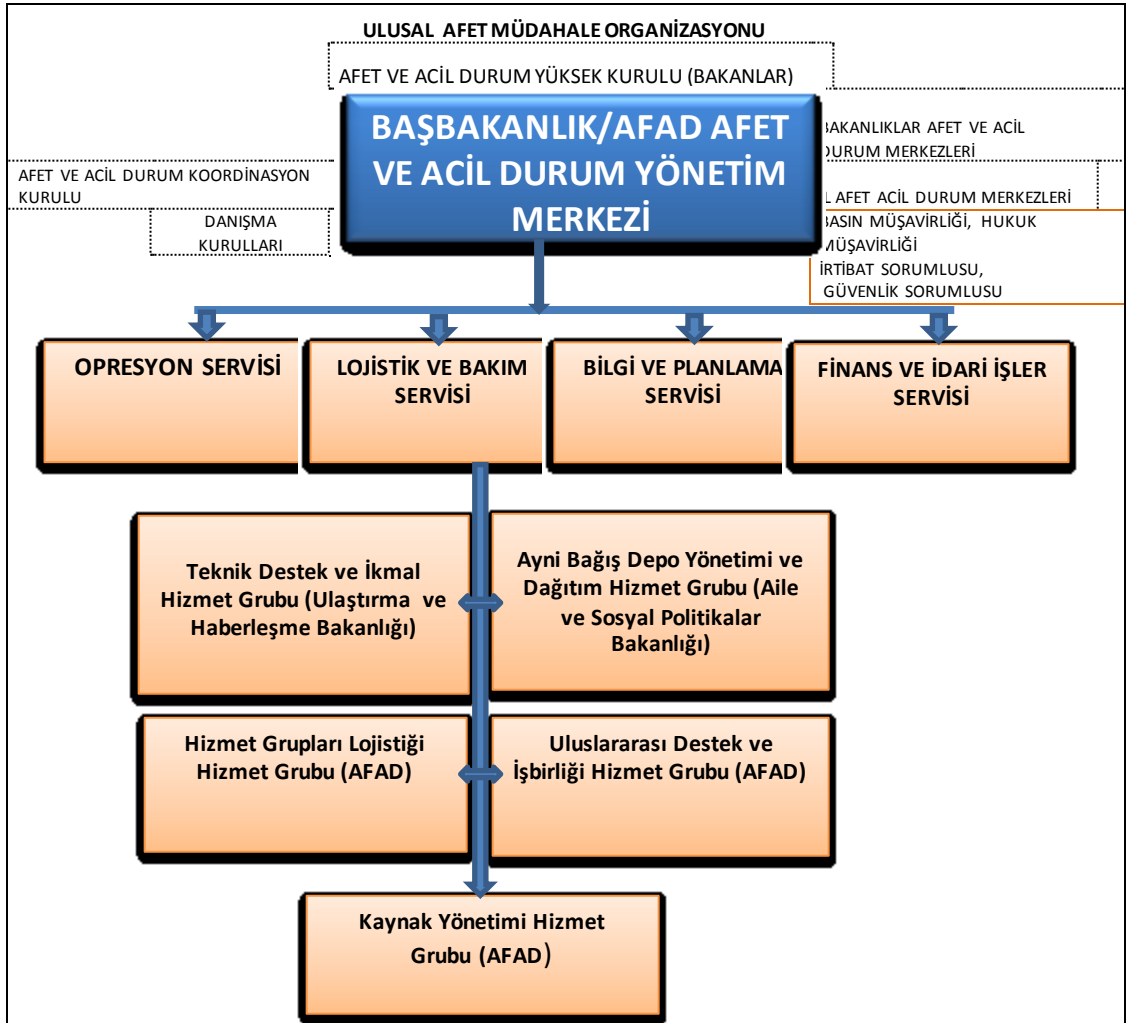 ULUSAL AFET MÜDAHALE ORGANİZASYONU
AFET VE ACİL DURUM YÜKSEK KURULU (BAKANLAR)
BAŞBAKANLIK/AFAD AFET
VE ACİL DURUM YÖNETİM
MERKEZİ
BAKANLIKLAR AFET VE ACİL
DURUM MERKEZLERİ
AFET VE ACİL DURUM KOORDİNASYON
KURULU
L AFET ACİL DURUM MERKEZLERİ
DANIŞMA
KURULLARI
BASIN MÜŞAVİRLİĞİ, HUKUK
MÜŞAVİRLİĞİ
İRTİBAT SORUMLUSU,
GÜVENLİK SORUMLUSU
OPRESYON SERVİSİ
LOJİSTİK VE BAKIM
SERVİSİ
BİLGİ VE PLANLAMA
SERVİSİ
FİNANS VE İDARİ İŞLER
SERVİSİ
Teknik Destek ve İkmal
Hizmet Grubu (Ulaştırma ve
Haberleşme Bakanlığı)
Ayni Bağış Depo Yönetimi ve
Dağıtım Hizmet Grubu (Aile
ve Sosyal Politikalar
Bakanlığı)
Hizmet Grupları Lojistiği
Hizmet Grubu (AFAD)
Uluslararası Destek ve
İşbirliği Hizmet Grubu (AFAD)
Kaynak Yönetimi Hizmet
Grubu (AFAD)